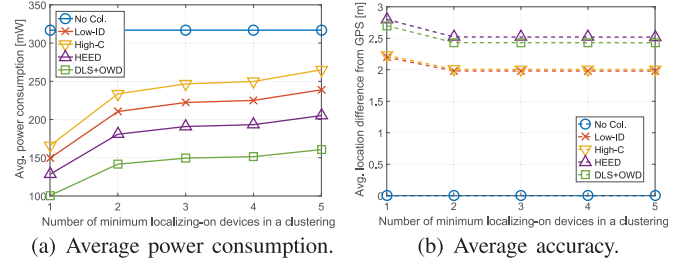 350
300
250
200
150
100
Avg, power consumption [mW]
No Col.
Low-ID
High-C
HEED
DLS+OWD
1 2 3 4 5
Number of minimum localizing-on devices in a clustering
(a) Average power consumption.
3
2.5
2
1.5
1
0.5
0
Avg, location difference from GPS [m]
No Col.
Low-ID
High-C
HEED
DLS+OWD
1 2 3 4 5
Number of minimum localizing-on devices in a clustering
(b) Average accuracy.